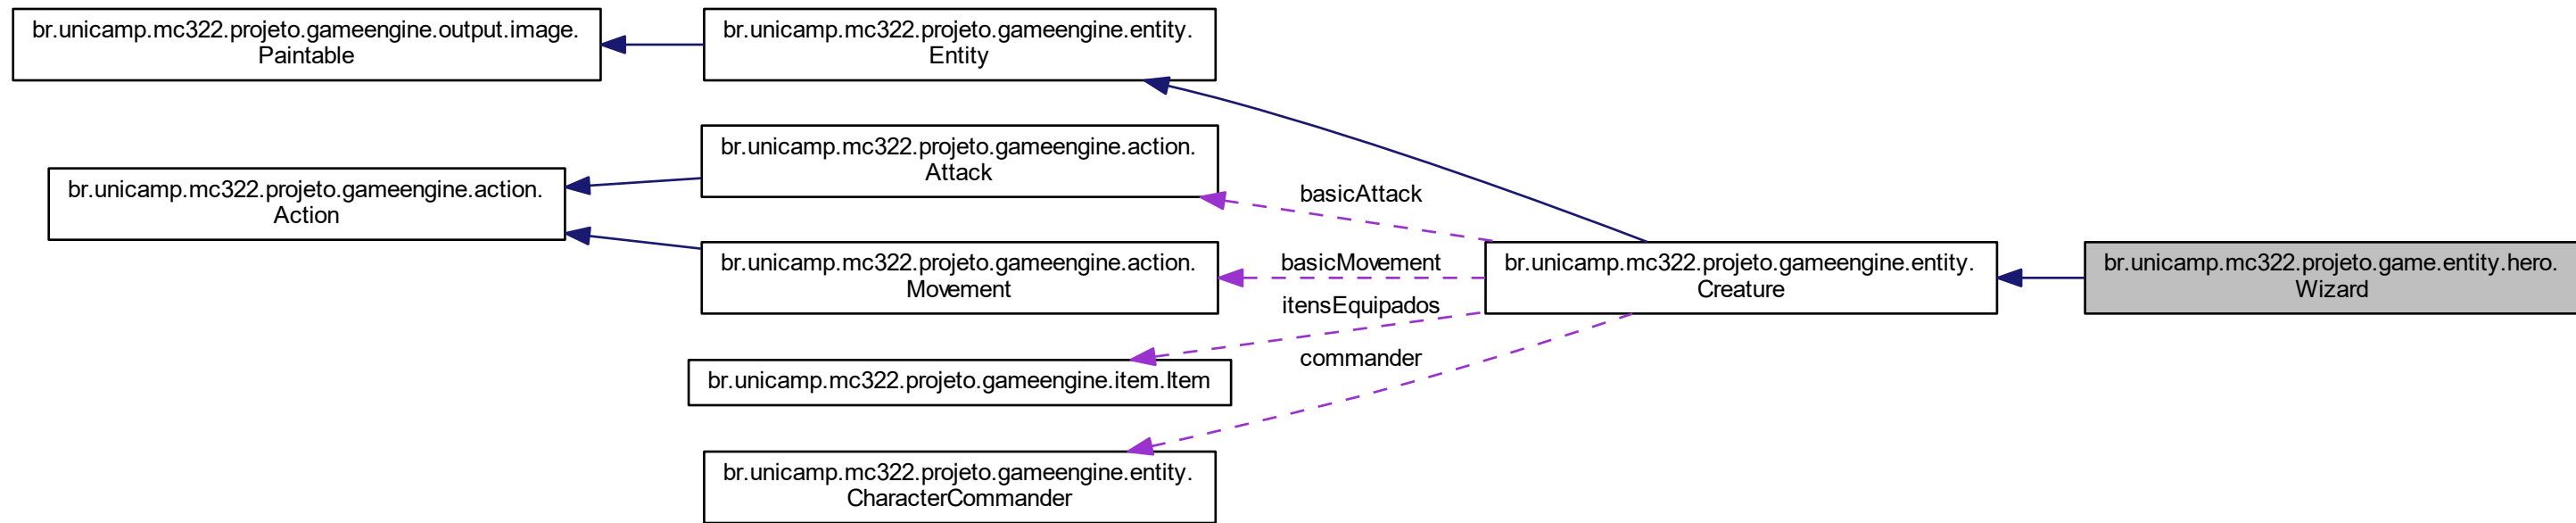 br.unicamp.mc322.projeto.gameengine.output.image.
Paintable
br.unicamp.mc322.projeto.gameengine.entity.
Entity
br.unicamp.mc322.projeto.gameengine.action.
Attack
br.unicamp.mc322.projeto.gameengine.action.
Action
basicAttack
br.unicamp.mc322.projeto.gameengine.action.
Movement
basicMovement
br.unicamp.mc322.projeto.gameengine.entity.
Creature
br.unicamp.mc322.projeto.game.entity.hero.
Wizard
itensEquipados
br.unicamp.mc322.projeto.gameengine.item.Item
commander
br.unicamp.mc322.projeto.gameengine.entity.
CharacterCommander